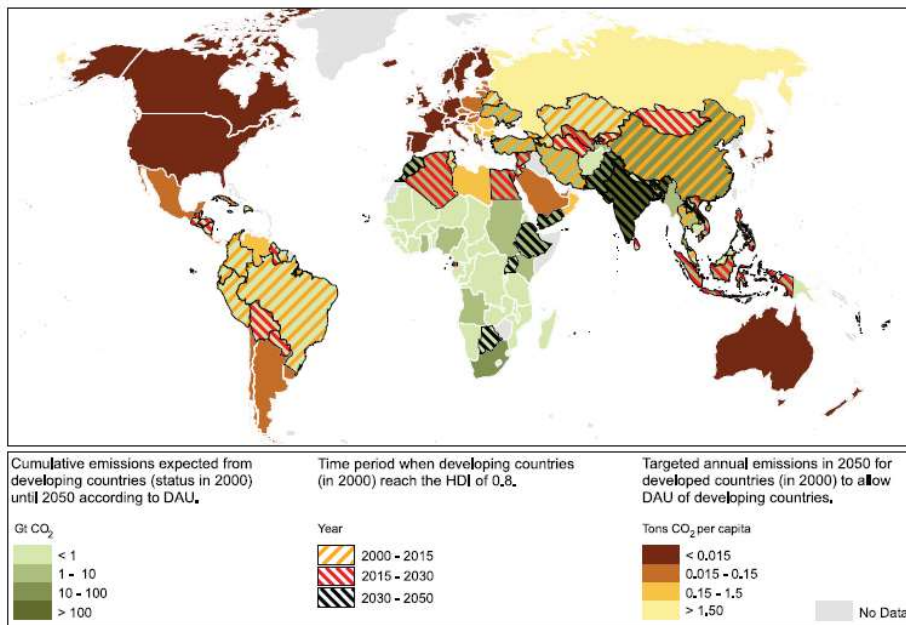 Cumulative emissions expected from
developing countries (status in 2000)
until 2050 according to DAU.
Gt CO2
< 1
1 - 10
10 - 100
> 100
Time period when developing countries
(in 2000) reach the HDI of 0.8.
Year
2000 - 2015
2015 - 2030
2030 - 2050
Targeted annual emissions in 2050 for
developed countries (in 2000) to allow
DAU of developing countries.
Tons CO2 per capita
< 0.015
0.015 - 0.15
0.15 - 1.5
> 1.50
No Data